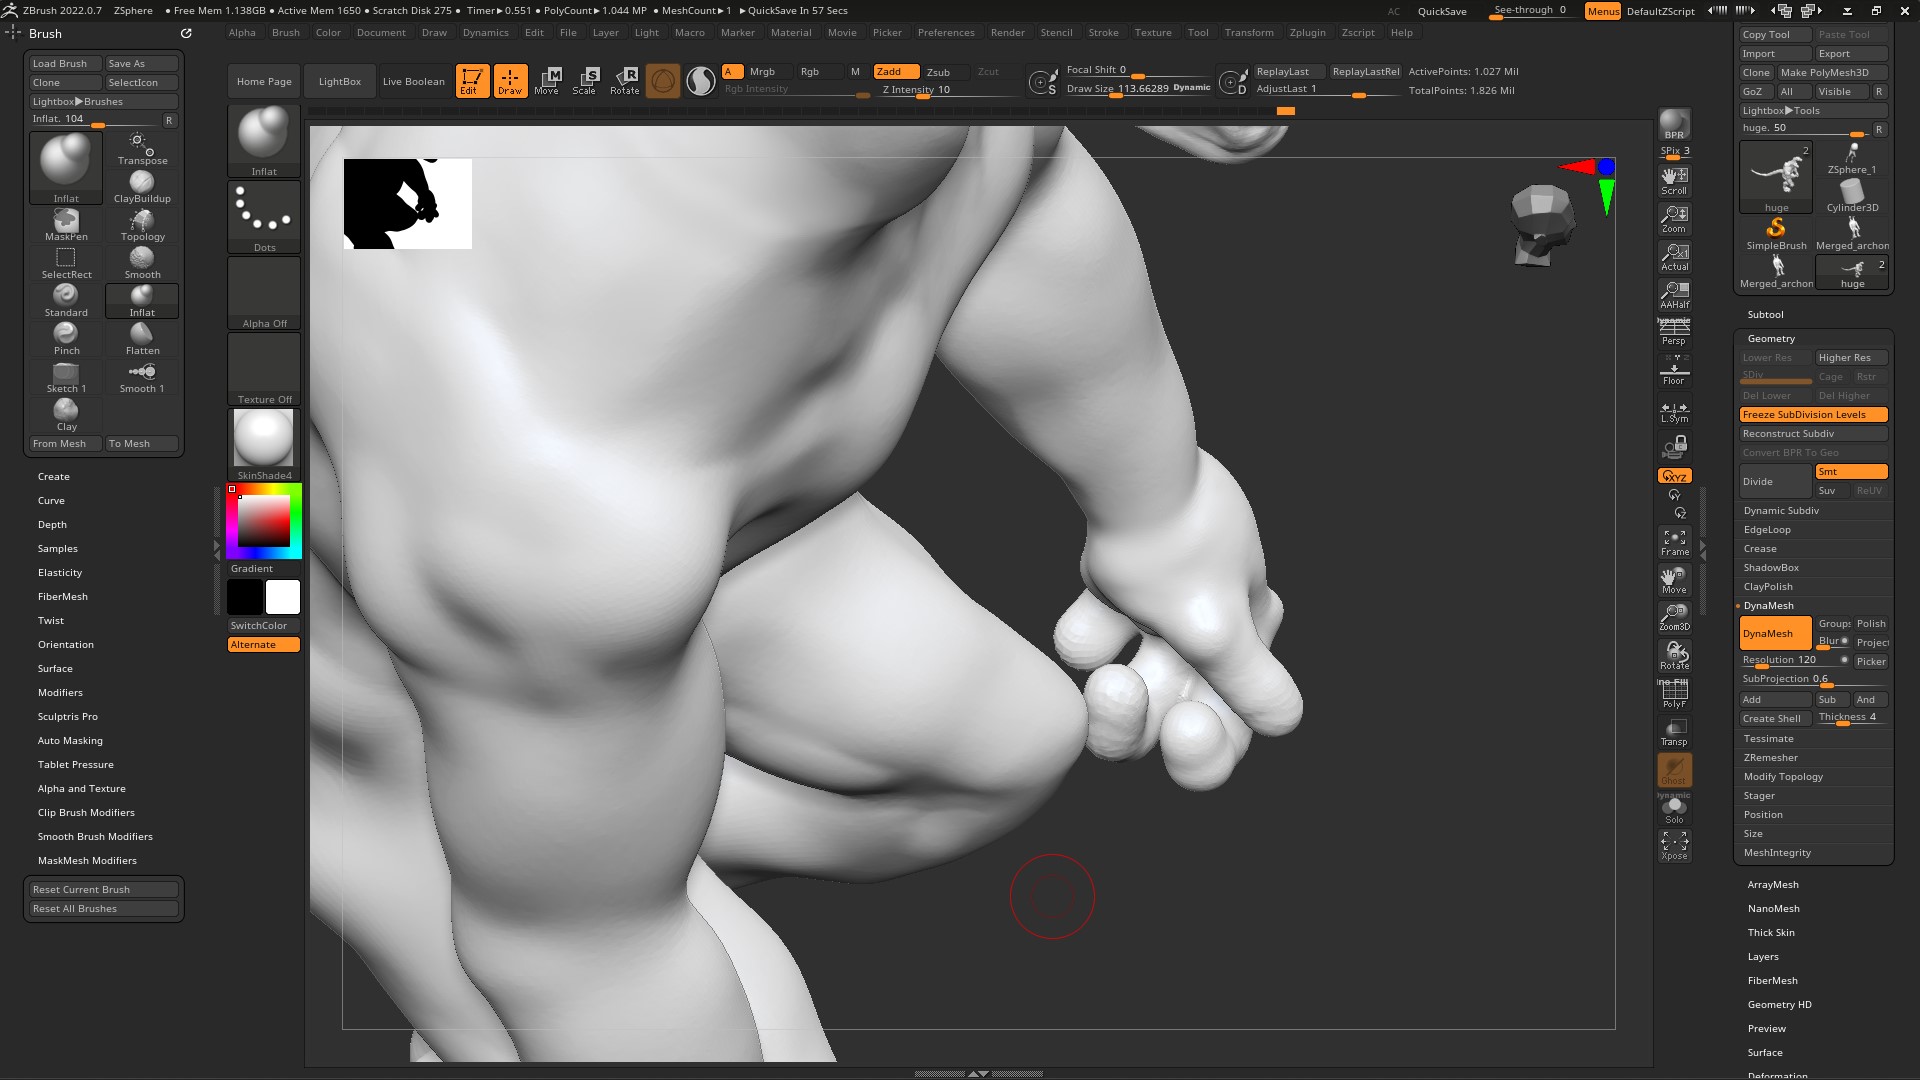 ZBrush 2022.0.7 ZSphere • Free Mem 1.138GB • Active Mem 1650 • Scratch Disk 275 • Timer▶0.551 • PolyCount▶1.044 MP • MeshCount▶1 ▶QuickSave In 57 Secs AC QuickSave See-through 0 Menus DefaultZScript
Brush
Alpha Brush Color Document Draw Dynamics Edit File Layer Light Macro Marker Material Movie Picker Preferences Render Stencil Stroke Texture Tool Transform Zplugin Zscript Help
Load Brush Save As
Clone SelectIcon
Lightbox▶Brushes
Inflat. 104 R
Inflat
Transpose
ClayBuildup
MaskPen Topology
SelectRect Smooth
Standard Inflat
Pinch Flatten
Sketch 1 Smooth 1
Clay
From Mesh To Mesh
Create
Curve
Depth
Samples
Elasticity
FiberMesh
Twist
Orientation
Surface
Modifiers
Sculptris Pro
Auto Masking
Tablet Pressure
Alpha and Texture
Clip Brush Modifiers
Smooth Brush Modifiers
MaskMesh Modifiers
Reset Current Brush
Reset All Brushes
Home Page LightBox Live Boolean Edit Draw Move Scale Rotate
A Mrgb Rgb M Zadd Zsub Zcut
Rgb Intensity Z Intensity 10
Focal Shift 0
Draw Size 113.66289 Dynamic
S D
ReplayLast ReplayLastRel
AdjustLast 1
ActivePoints: 1.027 Mil
TotalPoints: 1.826 Mil
Inflat
Dots
Alpha Off
Texture Off
SkinShade4
Gradient
SwitchColor
Alternate
BPR
SPix 3
Scroll
Zoom
Actual
AAHalf
Dynamic
Persp
Floor
L.Sym
XYZ
Y
Z
Frame
Move
Zoom3D
Rotate
PolyF
Transp
Ghost
Dynamic
Solo
Xpose
Copy Tool Paste Tool
Import Export
Clone Make PolyMesh3D
GoZ All Visible R
Lightbox▶Tools
huge. 50 R
2
huge
ZSphere_1
Cylinder3D
SimpleBrush Merged_archon
Merged_archon 2 huge
Subtool
Geometry
Lower Res Higher Res
SDiv Cage Rstr
Del Lower Del Higher
Freeze SubDivision Levels
Reconstruct Subdiv
Convert BPR To Geo
Divide Smt
Suv ReUV
Dynamic Subdiv
EdgeLoop
Crease
ShadowBox
ClayPolish
DynaMesh
DynaMesh Groups Polish
Blur Project
Resolution 120 Picker
SubProjection 0.6
Add Sub And
Create Shell Thickness 4
Tessimate
ZRemesher
Modify Topology
Stager
Position
Size
MeshIntegrity
ArrayMesh
NanoMesh
Thick Skin
Layers
FiberMesh
Geometry HD
Preview
Surface
Deformation